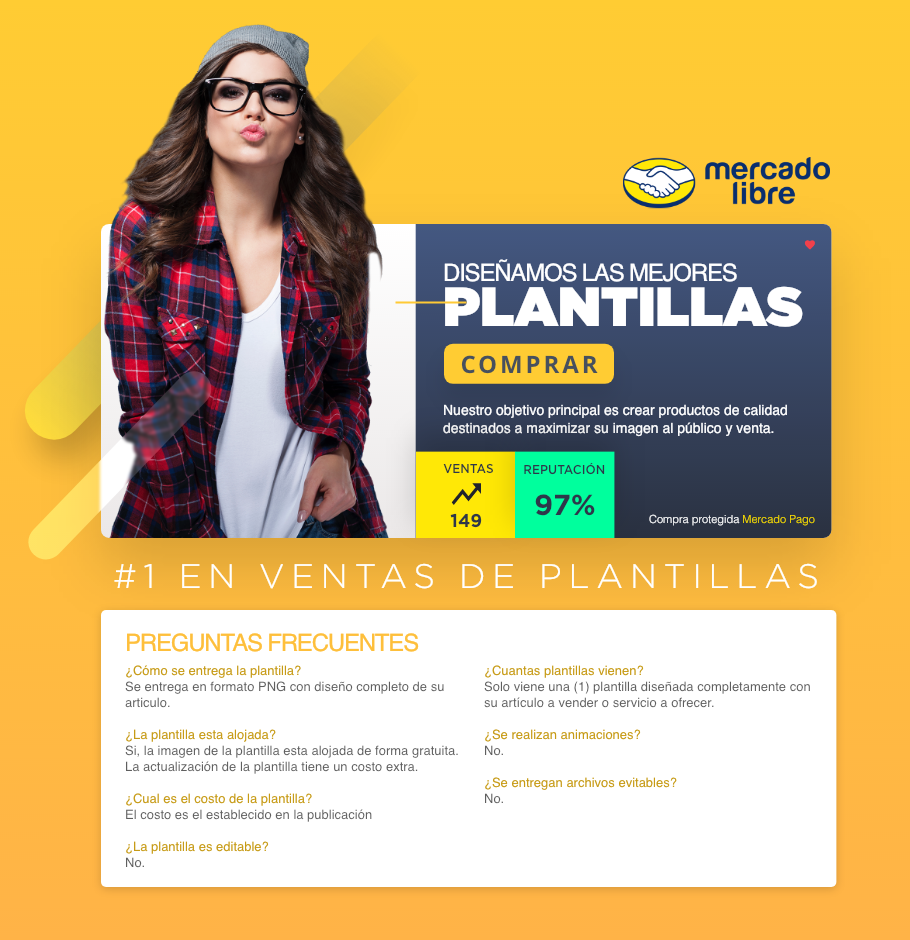 mercado
libre
DISEÑAMOS LAS MEJORES
PLANTILLAS
COMPRAR
Nuestro objetivo principal es crear productos de calidad
destinados a maximizar su imagen al público y venta.
VENTAS
149
REPUTACIÓN
97%
Compra protegida Mercado Pago
#1 EN VENTAS DE PLANTILLAS
PREGUNTAS FRECUENTES
¿Cómo se entrega la plantilla?
Se entrega en formato PNG con diseño completo de su
articulo.
¿La plantilla esta alojada?
Si, la imagen de la plantilla esta alojada de forma gratuita.
La actualización de la plantilla tiene un costo extra.
¿Cual es el costo de la plantilla?
El costo es el establecido en la publicación
¿La plantilla es editable?
No.
¿Cuantas plantillas vienen?
Solo viene una (1) plantilla diseñada completamente con
su artículo a vender o servicio a ofrecer.
¿Se realizan animaciones?
No.
¿Se entregan archivos evitables?
No.